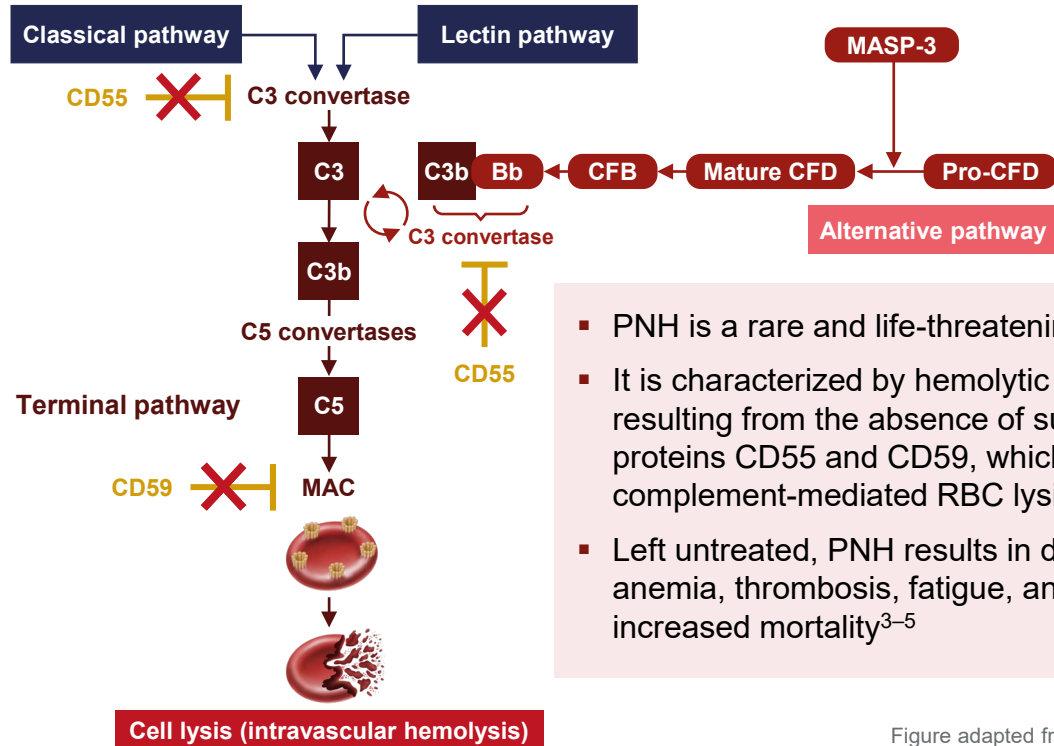 Classical pathway
Lectin pathway
MASP-3
CD55
C3 convertase
C3
C3b
Bb
CFB
Mature CFD
Pro-CFD
C3 convertase
Alternative pathway
C3b
C5 convertases
CD55
Terminal pathway
C5
CD59
MAC
Cell lysis (intravascular hemolysis)
▪ PNH is a rare and life-threatenin
▪ It is characterized by hemolytic
resulting from the absence of su
proteins CD55 and CD59, which
complement-mediated RBC lysi
▪ Left untreated, PNH results in d
anemia, thrombosis, fatigue, an
increased mortality³⁻⁵
Figure adapted fr